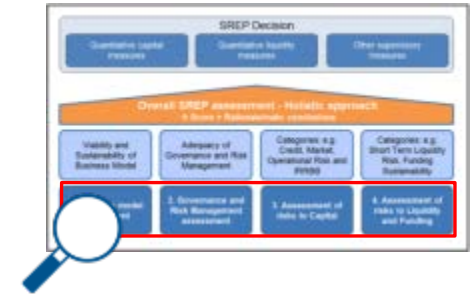 SREP Decision
Quantitative capital
measures
Quantitative liquidity
measures
Other supervisory
measures
Overall SREP assessment - Holistic approach
Viability and
Sustainability of
Business Model
Adequacy of
Governance and Risk
Management
Categories: e.g.
Credit, Market,
Operational Risk and
IRRBB
Categories: e.g.
Short Term Liquidity
Risk, Funding
Sustainability
model
2. Governance and
Risk Management
assessment
3. Assessment of
risks to Capital
4. Assessment of
risks to Liquidity
and Funding